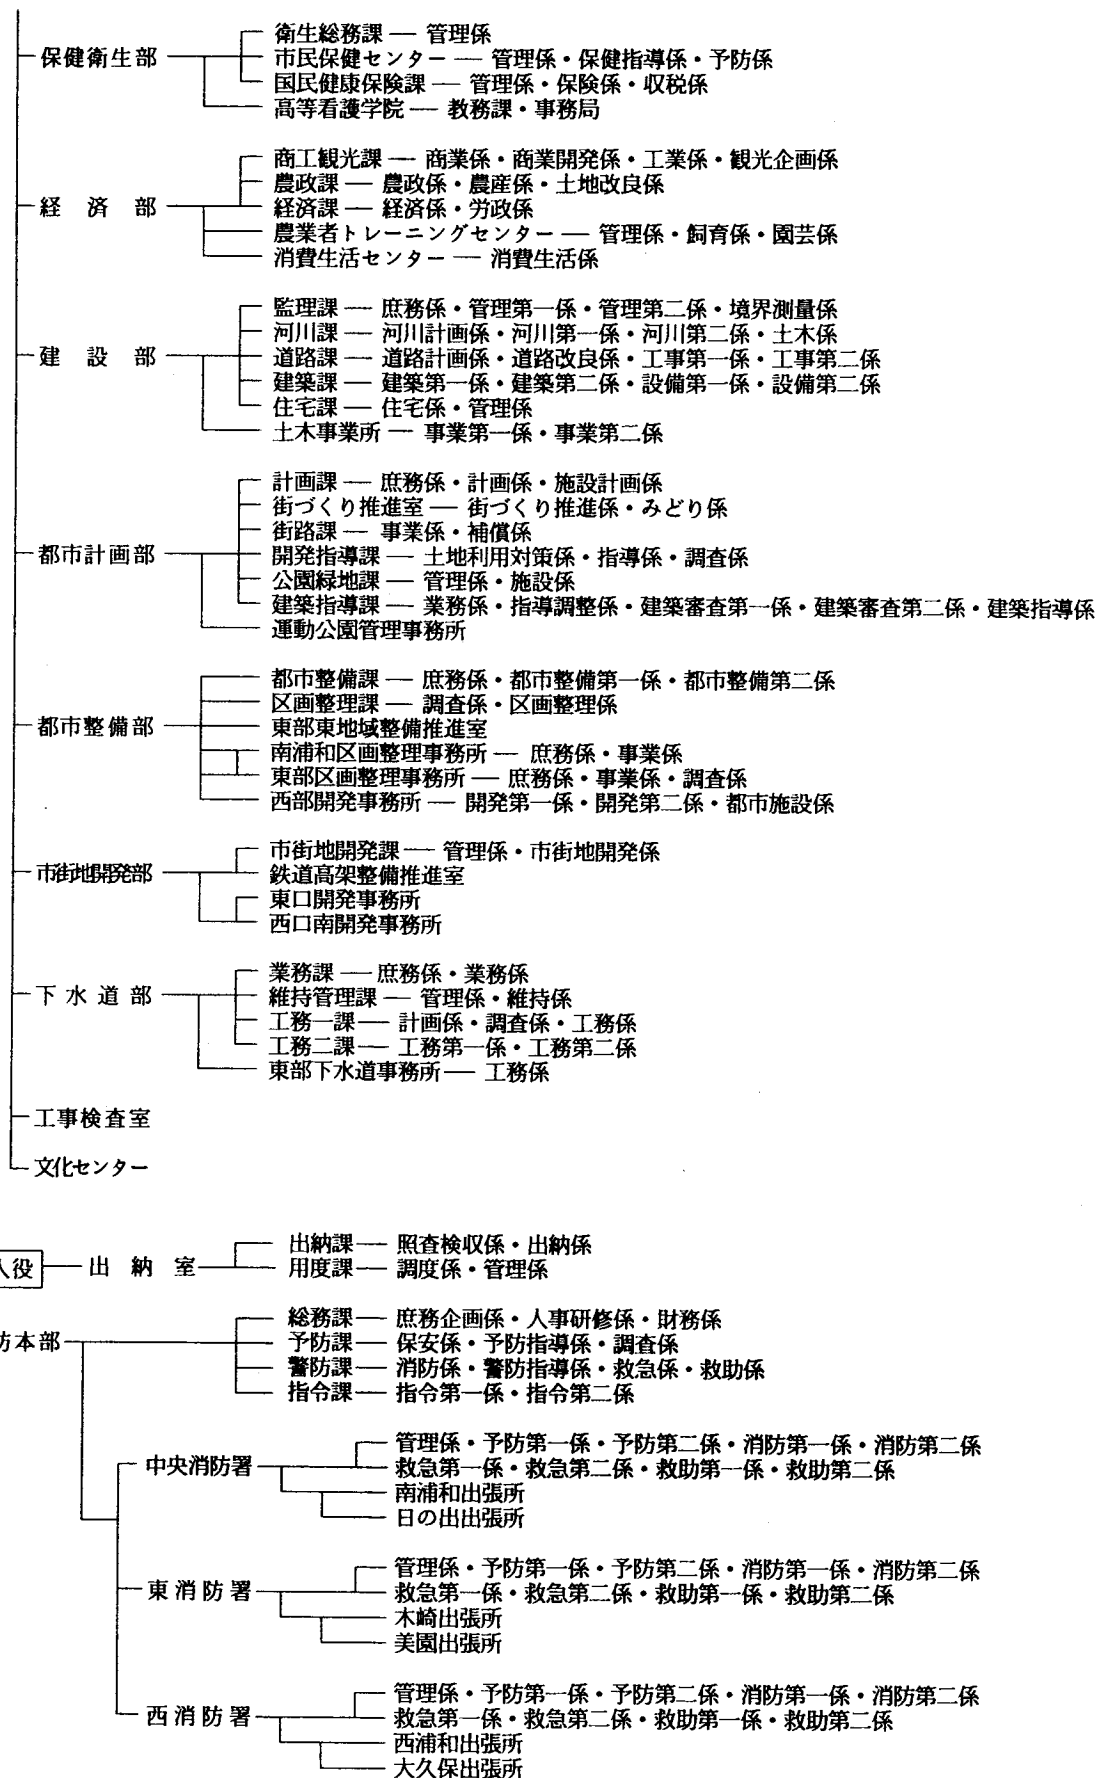 衛生総務課 ― 管理係
保健衛生部 市民保健センター ― 管理係・保健指導係・予防係
国民健康保険課 ― 管理係・保険係・収税係
高等看護学院 ― 教務課・事務局
商工観光課 ― 商業係・商業開発係・工業係・観光企画係
農政課 ― 農政係・農産係・土地改良係
経済部 経済課 ― 経済係・労政係
農業者トレーニングセンター ― 管理係・飼育係・園芸係
消費生活センター ― 消費生活係
監理課 ― 庶務係・管理第一係・管理第二係・境界測量係
河川課 ― 河川計画係・河川第一係・河川第二係・土木係
建設部 道路課 ― 道路計画係・道路改良係・工事第一係・工事第二係
建築課 ― 建築第一係・建築第二係・設備第一係・設備第二係
住宅課 ― 住宅係・管理係
土木事業所 ― 事業第一係・事業第二係
計画課 ― 庶務係・計画係・施設計画係
街づくり推進室 ― 街づくり推進係・みどり係
街路課 ― 事業係・補償係
都市計画部 開発指導課 ― 土地利用対策係・指導係・調査係
公園緑地課 ― 管理係・施設係
建築指導課 ― 業務係・指導調整係・建築審査第一係・建築審査第二係・建築指導係
運動公園管理事務所
都市整備課 ― 庶務係・都市整備第一係・都市整備第二係
区画整理課 ― 調査係・区画整理係
都市整備部 東部東地域整備推進室
南浦和区画整理事務所 ― 庶務係・事業係
東部区画整理事務所 ― 庶務係・事業係・調査係
西部開発事務所 ― 開発第一係・開発第二係・都市施設係
市街地開発課 ― 管理係・市街地開発係
市街地開発部 鉄道高架整備推進室
東口開発事務所
西口南開発事務所
業務課 ― 庶務係・業務係
下水道部 維持管理課 ― 管理係・維持係
工務一課 ― 計画係・調査係・工務係
工務二課 ― 工務第一係・工務第二係
東部下水道事務所 ― 工務係
工事検査室
文化センター
出納課 ― 照査検収係・出納係
入役 出納室 用度課 ― 調度係・管理係
総務課 ― 庶務企画係・人事研修係・財務係
防本部 予防課 ― 保安係・予防指導係・調査係
警防課 ― 消防係・警防指導係・救急係・救助係
指令課 ― 指令第一係・指令第二係
管理係・予防第一係・予防第二係・消防第一係・消防第二係
中央消防署 救急第一係・救急第二係・救助第一係・救助第二係
南浦和出張所
日の出出張所
管理係・予防第一係・予防第二係・消防第一係・消防第二係
東消防署 救急第一係・救急第二係・救助第一係・救助第二係
木崎出張所
美園出張所
管理係・予防第一係・予防第二係・消防第一係・消防第二係
西消防署 救急第一係・救急第二係・救助第一係・救助第二係
西浦和出張所
大久保出張所